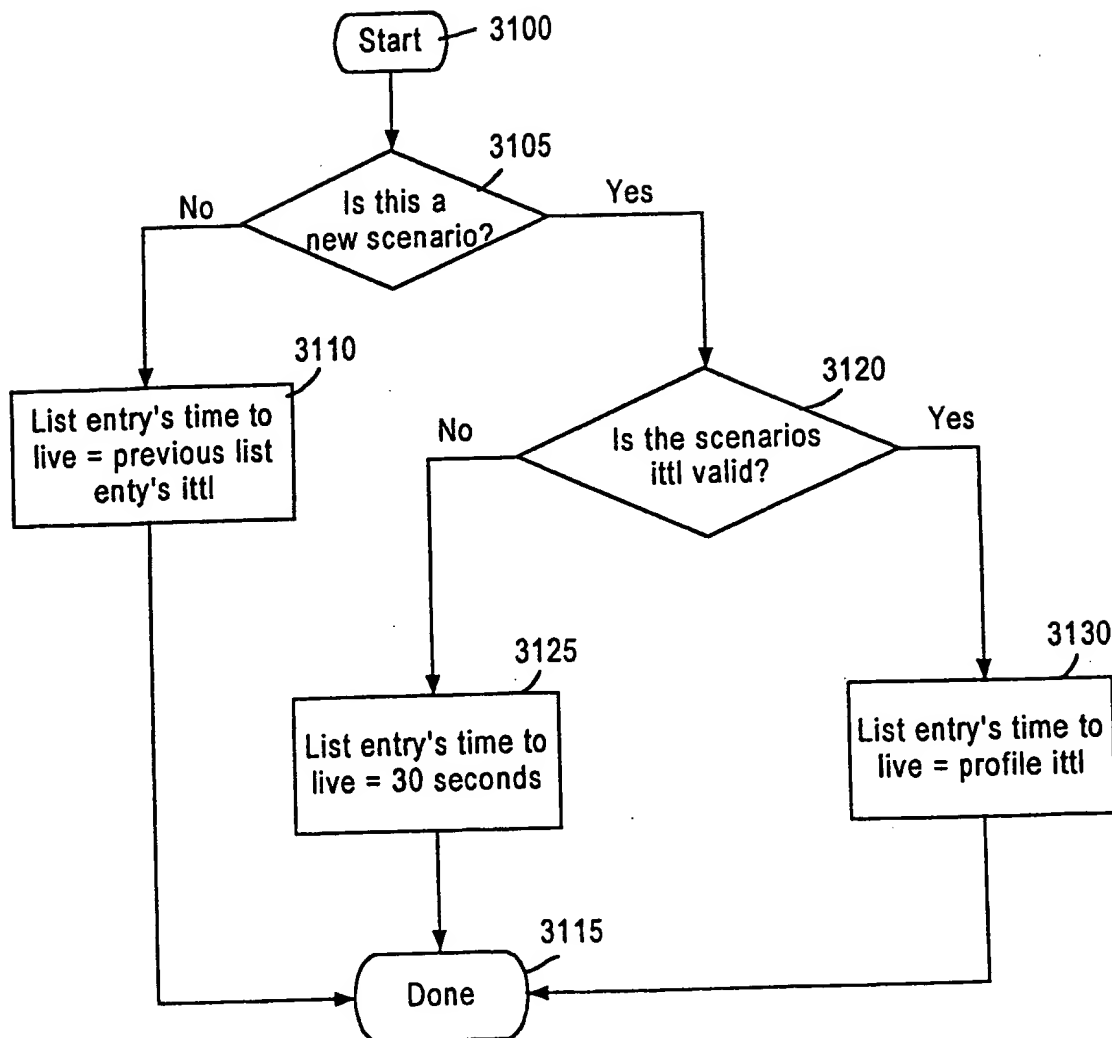 Start
3100
3105
Is this a
new scenario?
No
Yes
3110
List entry's time to
live = previous list
enty's ittl
3120
Is the scenarios
ittl valid?
No
Yes
3125
List entry's time to
live = 30 seconds
3130
List entry's time to
live = profile ittl
3115
Done